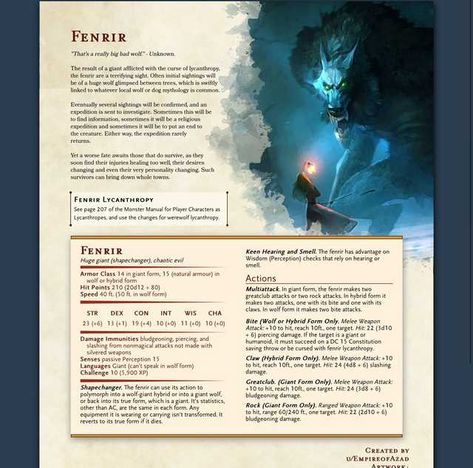 FENRIR
"That's a really big bad wolf." - Unknown.
The result of a giant afflicted with the curse of lycanthropy,
the fenrir are a terrifying sight. Often initial sightings will
be of a huge wolf glimpsed between trees, which is swiftly
linked to whatever local wolf or dog mythology is common.
Eventually several sightings will be confirmed, and an
expedition is sent to investigate. Sometimes this will be
to find information, sometimes it will be a religious
expedition and sometimes it will be to put an end to
the creature. Either way, the expedition rarely
returns.
Yet a worse fate awaits those that do survive, as they
soon find their injuries healing too well, their desires
changing and even their very personality changing. Such
survivors can bring down whole towns.
FENRIR LYCANTHROPY
See page 207 of the Monster Manual for Player Characters as
Lycanthropes, and use the changes for werewolf lycanthropy.
FENRIR
Huge giant (shapechanger), chaotic evil
Armor Class 14 in giant form, 15 (natural armour) in
wolf or hybrid form
Hit Points 210 (20d12 + 80)
Speed 40 ft. (50 ft. in wolf form)
STR DEX CON INT WIS CHA
23 (+6) 13 (+1) 19 (+4) 10 (+0) 11 (+0) 10 (+0)
Damage Immunities bludgeoning, piercing, and
slashing from nonmagical attacks not made with
silvered weapons
Senses passive Perception 15
Languages Giant (can't speak in wolf form)
Challenge 10 (5,900 XP)
Shapechanger. The fenrir can use its action to
polymorph into a wolf-giant hybrid or into a giant wolf,
or back into its true form, which is a giant. It's statistics,
other than AC, are the same in each form. Any
equipment it is wearing or carrying isn't transformed. It
reverts to its true form if it dies.
Keen Hearing and Smell. The fenrir has advantage on
Wisdom (Perception) checks that rely on hearing or
smell.
Actions
Multiattack. In giant form, the fenrir makes two
greatclub attacks or two rock attacks. In hybrid form it
makes two attacks, one with its bite and one with its
claws. In wolf form it makes two bite attacks.
Bite (Wolf or Hybrid Form Only). Melee Weapon
Attack: +10 to hit, reach 10ft., one target. Hit: 22 (3d10
+ 6) piercing damage. If the target is a giant or
humanoid, it must succeed on a DC 15 Constitution
saving throw or be cursed with fenrir lycanthropy.
Claw (Hybrid Form Only). Melee Weapon Attack: +10
to hit, reach 10ft., one target. Hit: 24 (4d8 + 6) slashing
damage.
Greatclub. (Giant Form Only). Melee Weapon Attack:
+10 to hit, reach 10ft., one target. Hit: 24 (3d8 + 6)
bludgeoning damage.
Rock (Giant Form Only). Ranged Weapon Attack: +10
to hit, range 60/240 ft., one target. Hit: 22 (2d10 + 6)
bludgeoning damage.
CREATED BY
U/EMPIREOFAZAD
ARTWORK: